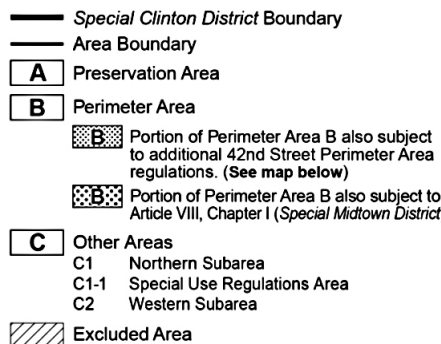 Special Clinton District Boundary
Area Boundary
A Preservation Area
B Perimeter Area
B Portion of Perimeter Area B also subject
to additional 42nd Street Perimeter Area
regulations. (See map below)
B Portion of Perimeter Area B also subject to
Article VIII, Chapter I (Special Midtown District
C Other Areas
C1 Northern Subarea
C1-1 Special Use Regulations Area
C2 Western Subarea
Excluded Area